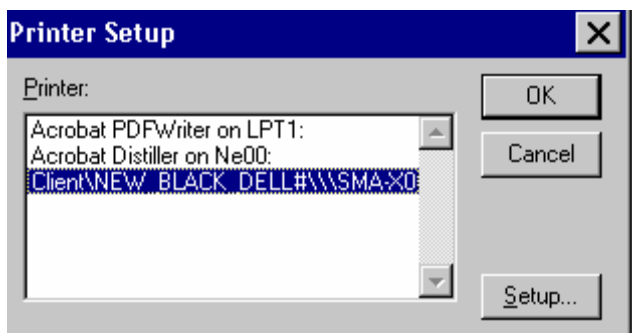 Printer Setup
Printer:
OK
Acrobat PDFWriter on LPT1:
Acrobat Distiller on Ne00:
Cancel
Client\NEW_BLACK_DELL#\\\SMA-X0
Setup...